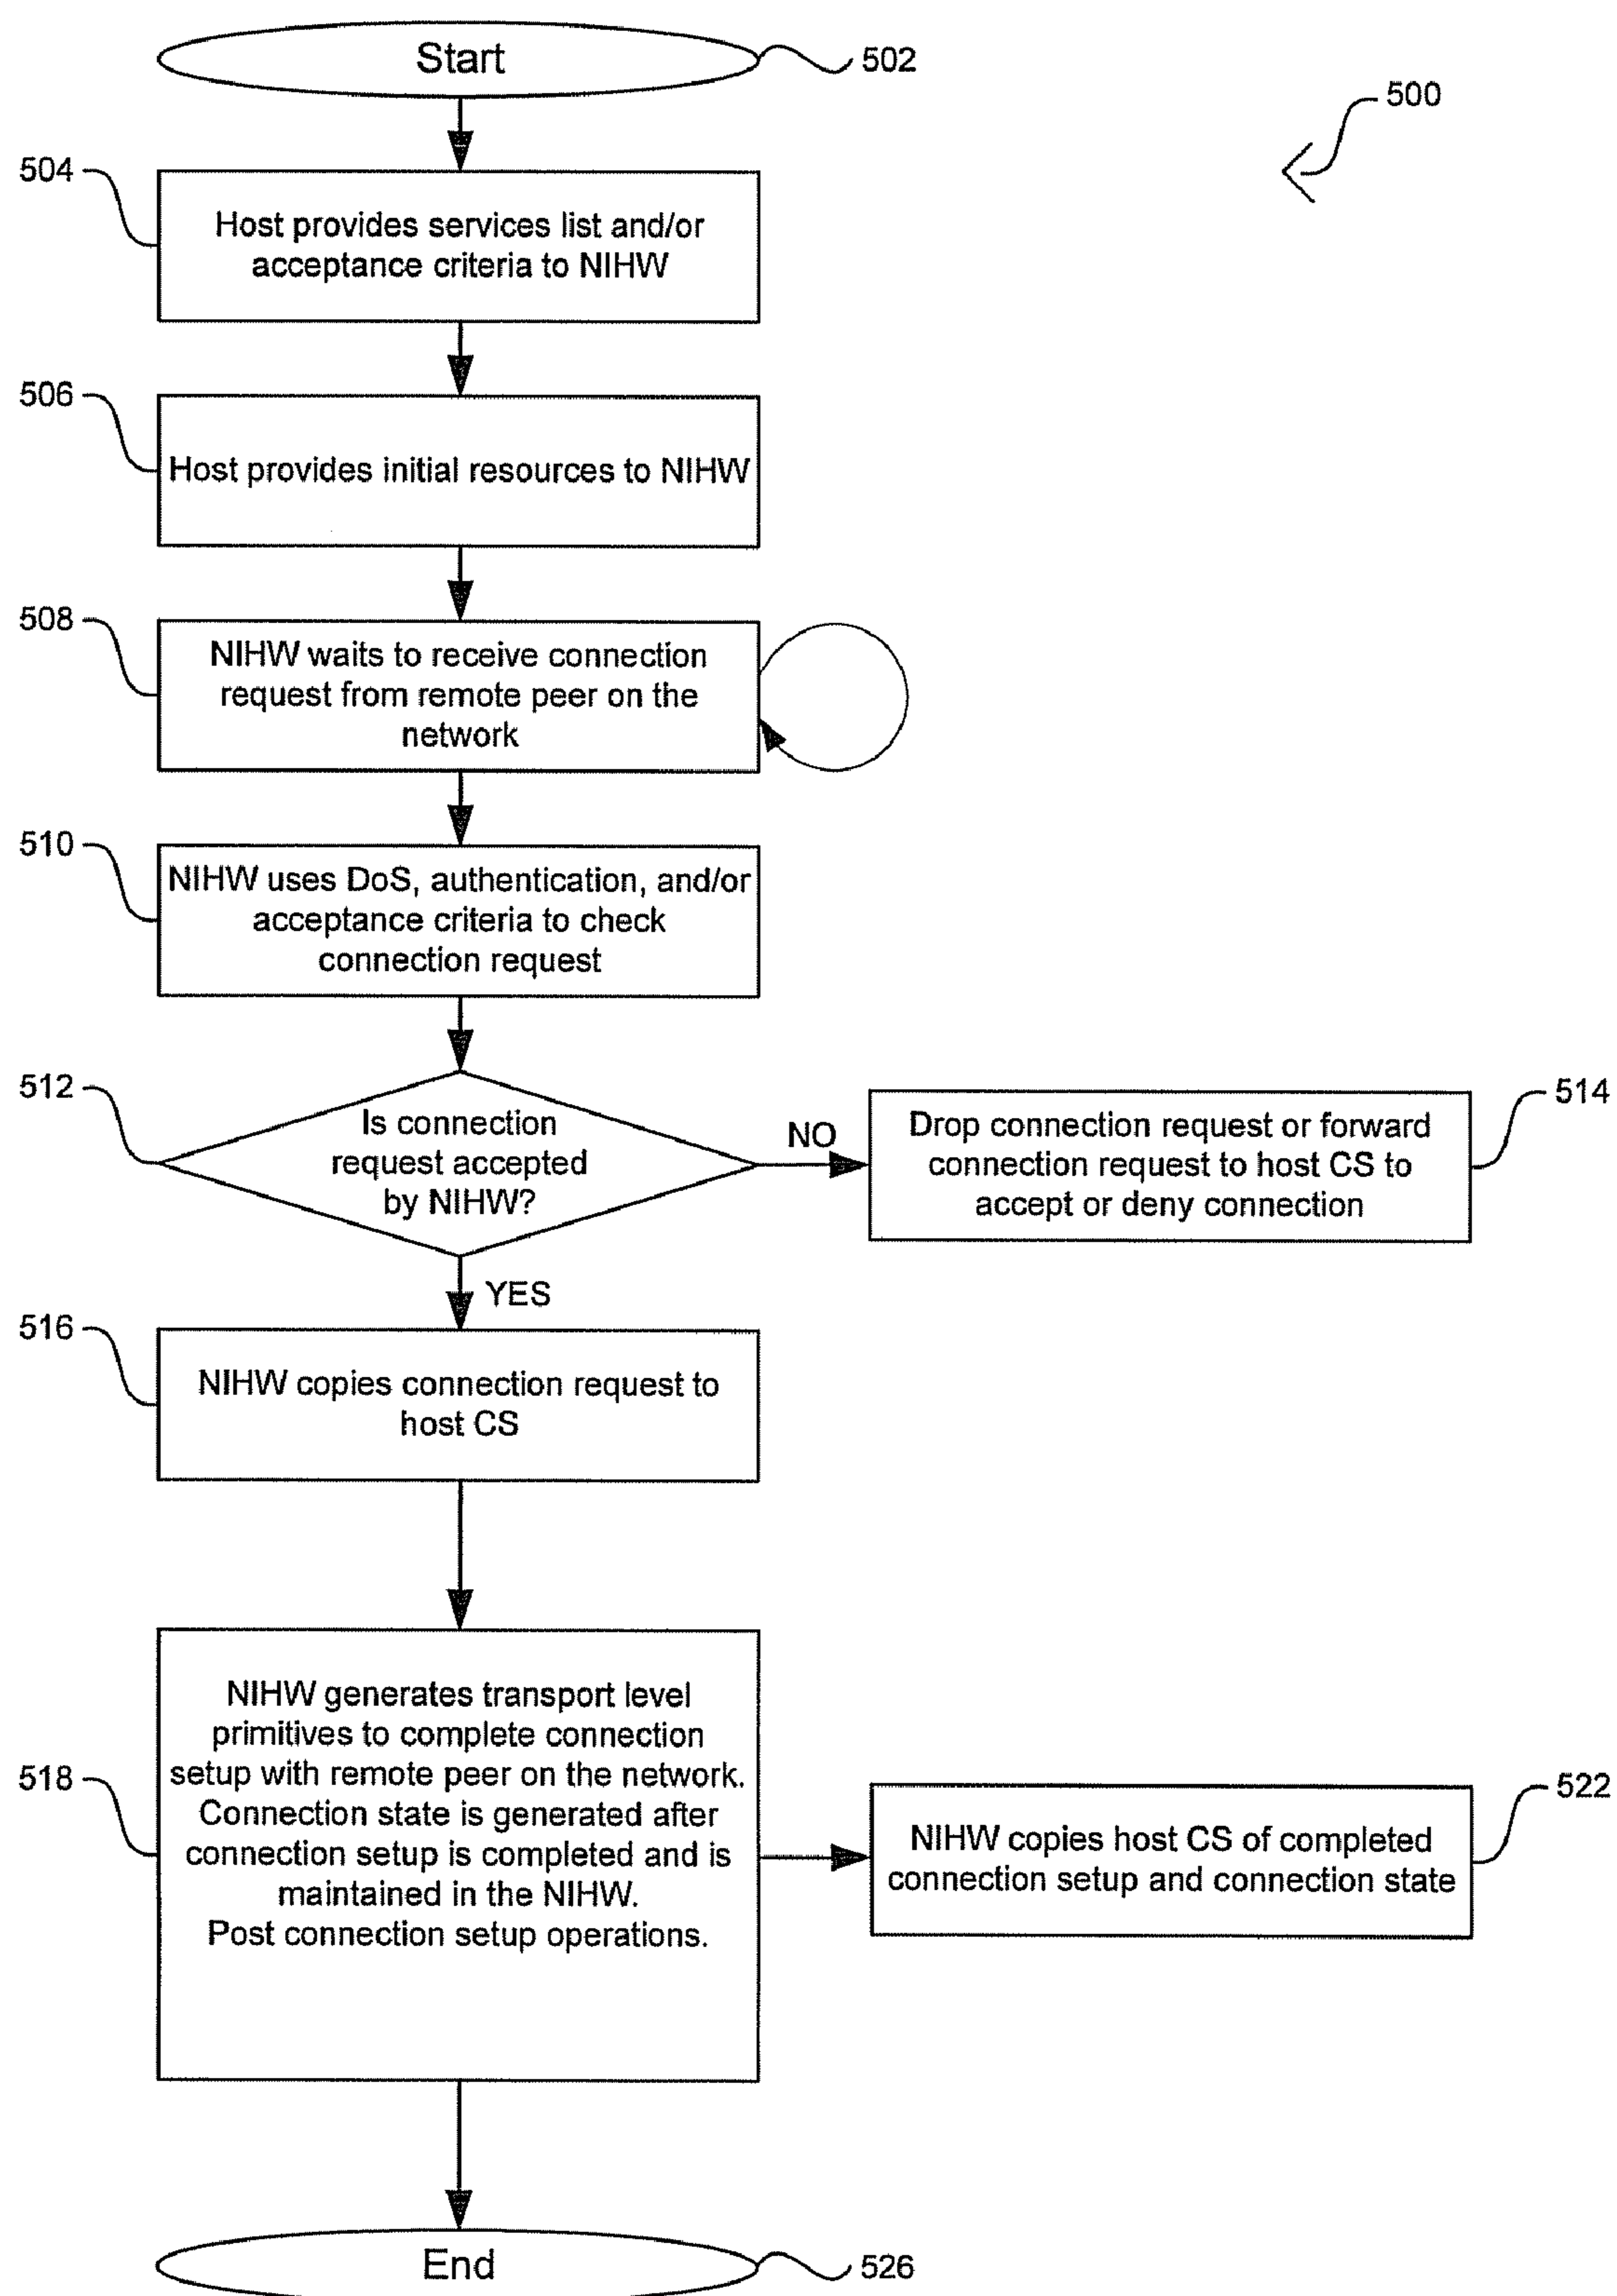 Start
502
500
504
Host provides services list and/or
acceptance criteria to NIHW
506
Host provides initial resources to NIHW
508
NIHW waits to receive connection
request from remote peer on the
network
510
NIHW uses DoS, authentication, and/or
acceptance criteria to check
connection request
512
Is connection
request accepted
by NIHW?
NO
514
Drop connection request or forward
connection request to host CS to
accept or deny connection
YES
516
NIHW copies connection request to
host CS
518
NIHW generates transport level
primitives to complete connection
setup with remote peer on the network.
Connection state is generated after
connection setup is completed and is
maintained in the NIHW.
Post connection setup operations.
522
NIHW copies host CS of completed
connection setup and connection state
End
526